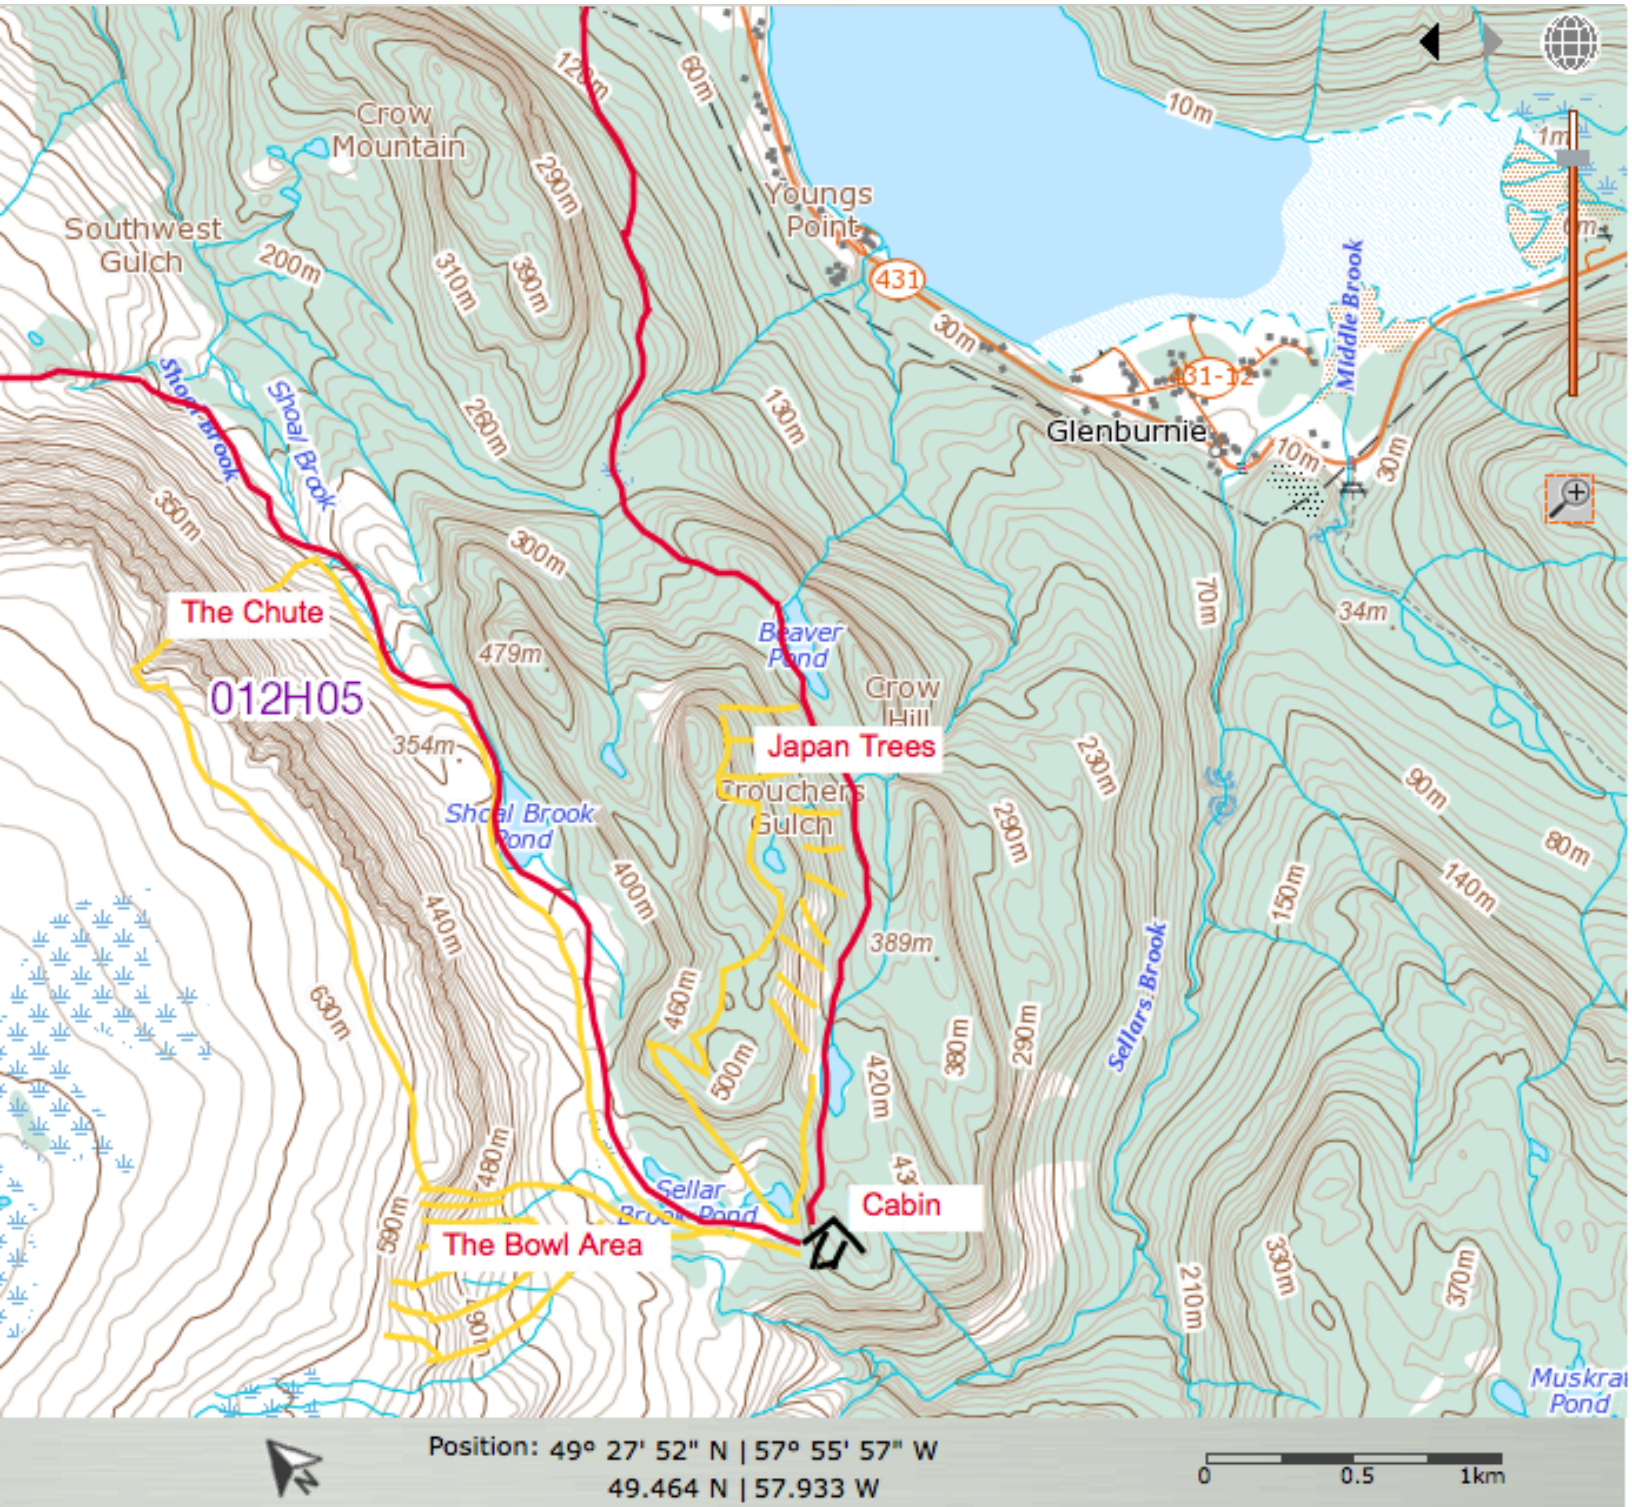 120m
60m
10m
1m
Crow
Mountain
290m
Youngs
Point
0m
Southwest
Gulch
200m
310m
390m
431
Middle Brook
30m
431-12
Shoal Brook
Shoal Brook
260m
130m
Glenburnie
10m
30m
350m
300m
70m
34m
The Chute
Beaver
Pond
479m
012H05
Crow
Hill
354m
Japan Trees
230m
Crouchers
Gulch
90m
Shoal Brook
Pond
290m
80m
400m
150m
140m
440m
389m
630m
460m
Sellars Brook
380m
290m
500m
420m
480m
Sellar
Brook Pond
Cabin
590m
The Bowl Area
330m
370m
210m
Muskrat
Pond
Position: 49° 27' 52" N | 57° 55' 57" W
49.464 N | 57.933 W
0 0.5 1km